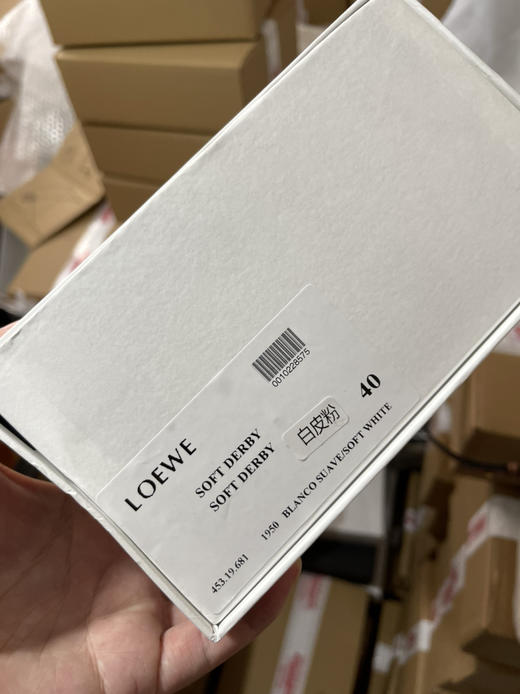 0010228575
LOEWE
SOFT DERBY
SOFT DERBY
白皮粉
40
453.19.681
1950 BLANCO SUAVE/SOFT WHITE